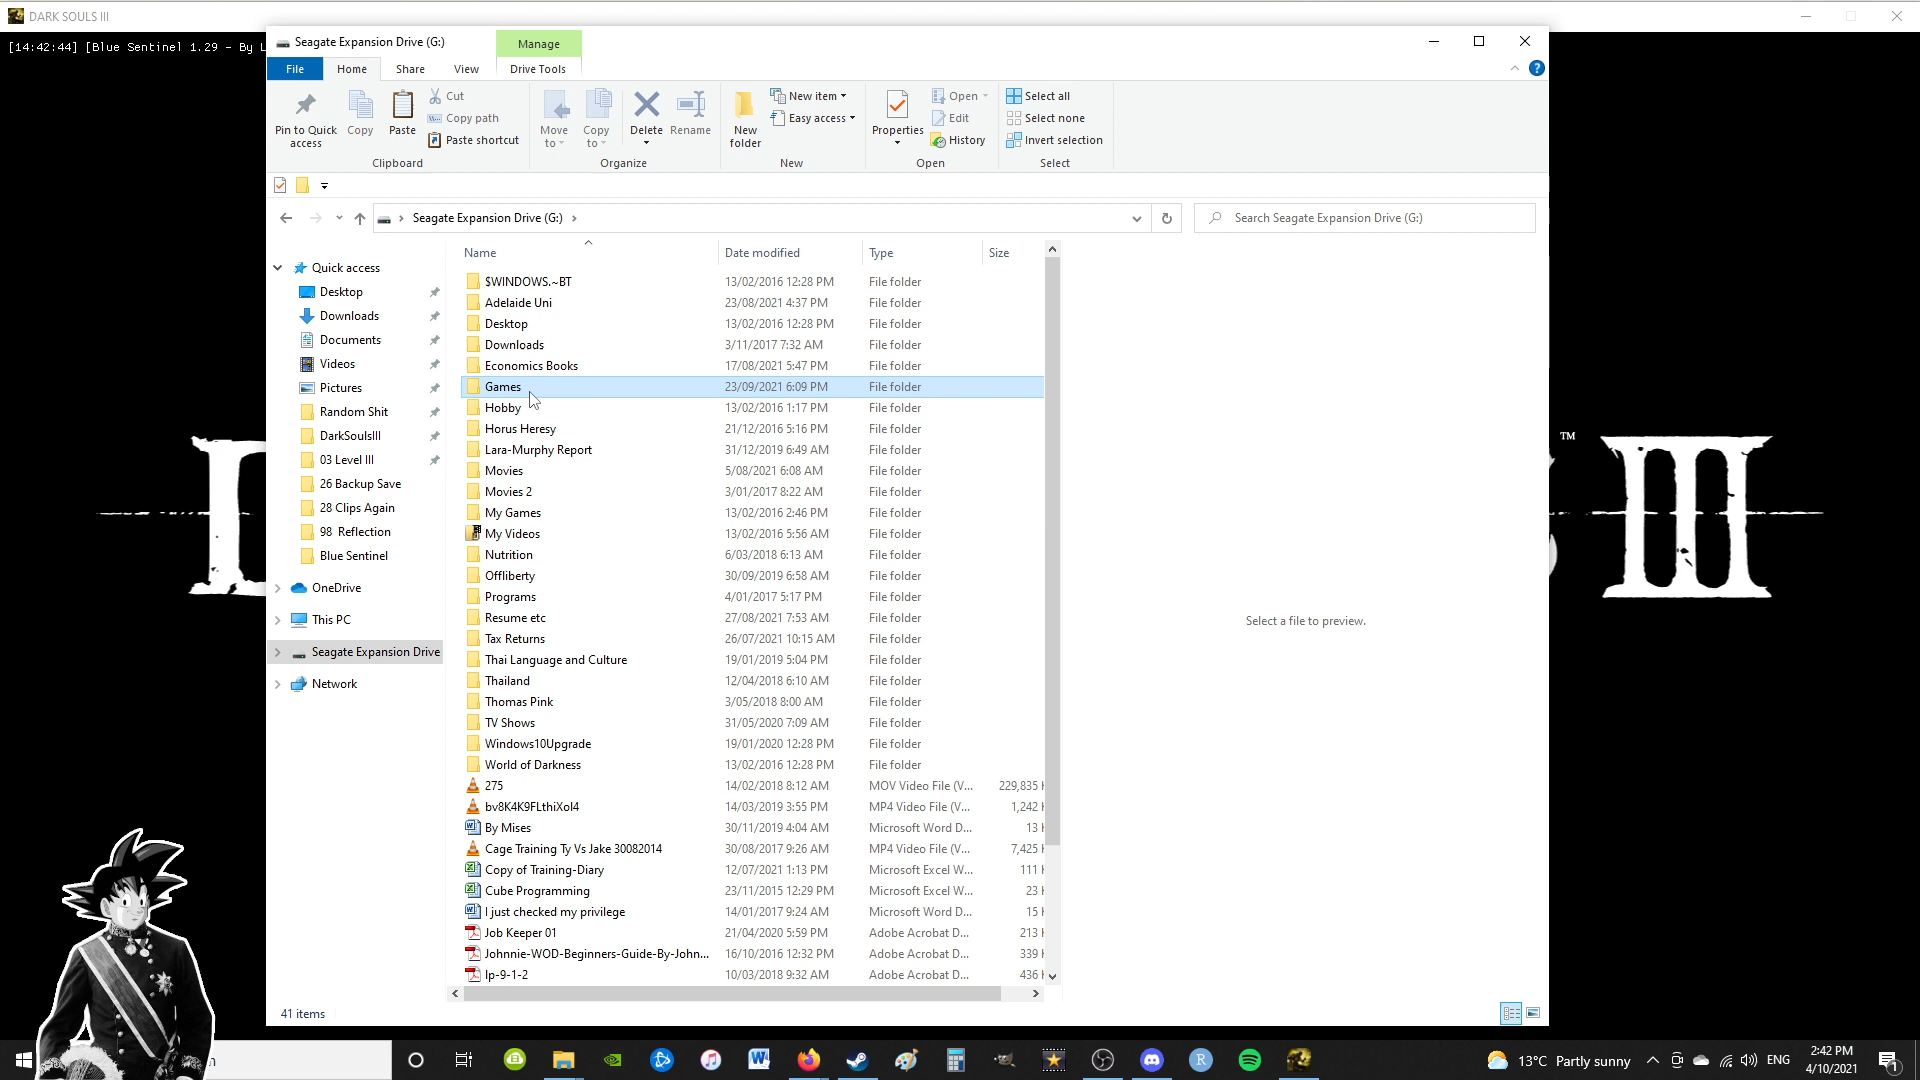 DARK SOULS III
[14:42:44] [Blue Sentinel 1.29 - By L
Seagate Expansion Drive (G:)
Manage
File
Home
Share
View
Drive Tools
Pin to Quick access
Copy
Paste
Cut
Copy path
Paste shortcut
Clipboard
Move to
Copy to
Delete
Rename
Organize
New folder
New item
Easy access
New
Properties
Open
Edit
History
Open
Select all
Select none
Invert selection
Select
Seagate Expansion Drive (G:)
Search Seagate Expansion Drive (G:)
Quick access
Desktop
Downloads
Documents
Videos
Pictures
Random Shit
DarkSoulsIII
03 Level III
26 Backup Save
28 Clips Again
98 Reflection
Blue Sentinel
OneDrive
This PC
Seagate Expansion Drive
Network
Name Date modified Type Size
$WINDOWS.~BT 13/02/2016 12:28 PM File folder
Adelaide Uni 23/08/2021 4:37 PM File folder
Desktop 13/02/2016 12:28 PM File folder
Downloads 3/11/2017 7:32 AM File folder
Economics Books 17/08/2021 5:47 PM File folder
Games 23/09/2021 6:09 PM File folder
Hobby 13/02/2016 1:17 PM File folder
Horus Heresy 21/12/2016 5:16 PM File folder
Lara-Murphy Report 31/12/2019 6:49 AM File folder
Movies 5/08/2021 6:08 AM File folder
Movies 2 3/01/2017 8:22 AM File folder
My Games 13/02/2016 2:46 PM File folder
My Videos 13/02/2016 5:56 AM File folder
Nutrition 6/03/2018 6:13 AM File folder
Offliberty 30/09/2019 6:58 AM File folder
Programs 4/01/2017 5:17 PM File folder
Resume etc 27/08/2021 7:53 AM File folder
Tax Returns 26/07/2021 10:15 AM File folder
Thai Language and Culture 19/01/2019 5:04 PM File folder
Thailand 12/04/2018 6:10 AM File folder
Thomas Pink 3/05/2018 8:00 AM File folder
TV Shows 31/05/2020 7:09 AM File folder
Windows10Upgrade 19/01/2020 12:28 PM File folder
World of Darkness 13/02/2016 12:28 PM File folder
275 14/02/2018 8:12 AM MOV Video File (V... 229,835
bv8K4K9FLthiXol4 14/03/2019 3:55 PM MP4 Video File (V... 1,242
By Mises 30/11/2019 4:04 AM Microsoft Word D... 13
Cage Training Ty Vs Jake 30082014 30/08/2017 9:26 AM MP4 Video File (V... 7,425
Copy of Training-Diary 12/07/2021 1:13 PM Microsoft Excel W... 111
Cube Programming 23/11/2015 12:29 PM Microsoft Excel W... 23
I just checked my privilege 14/01/2017 9:24 AM Microsoft Word D... 15
Job Keeper 01 21/04/2020 5:59 PM Adobe Acrobat D... 213
Johnnie-WOD-Beginners-Guide-By-John... 16/10/2016 12:32 PM Adobe Acrobat D... 339
lp-9-1-2 10/03/2018 9:32 AM Adobe Acrobat D... 436
Select a file to preview.
41 items
TM
III
13°C Partly sunny
ENG
2:42 PM
4/10/2021
1